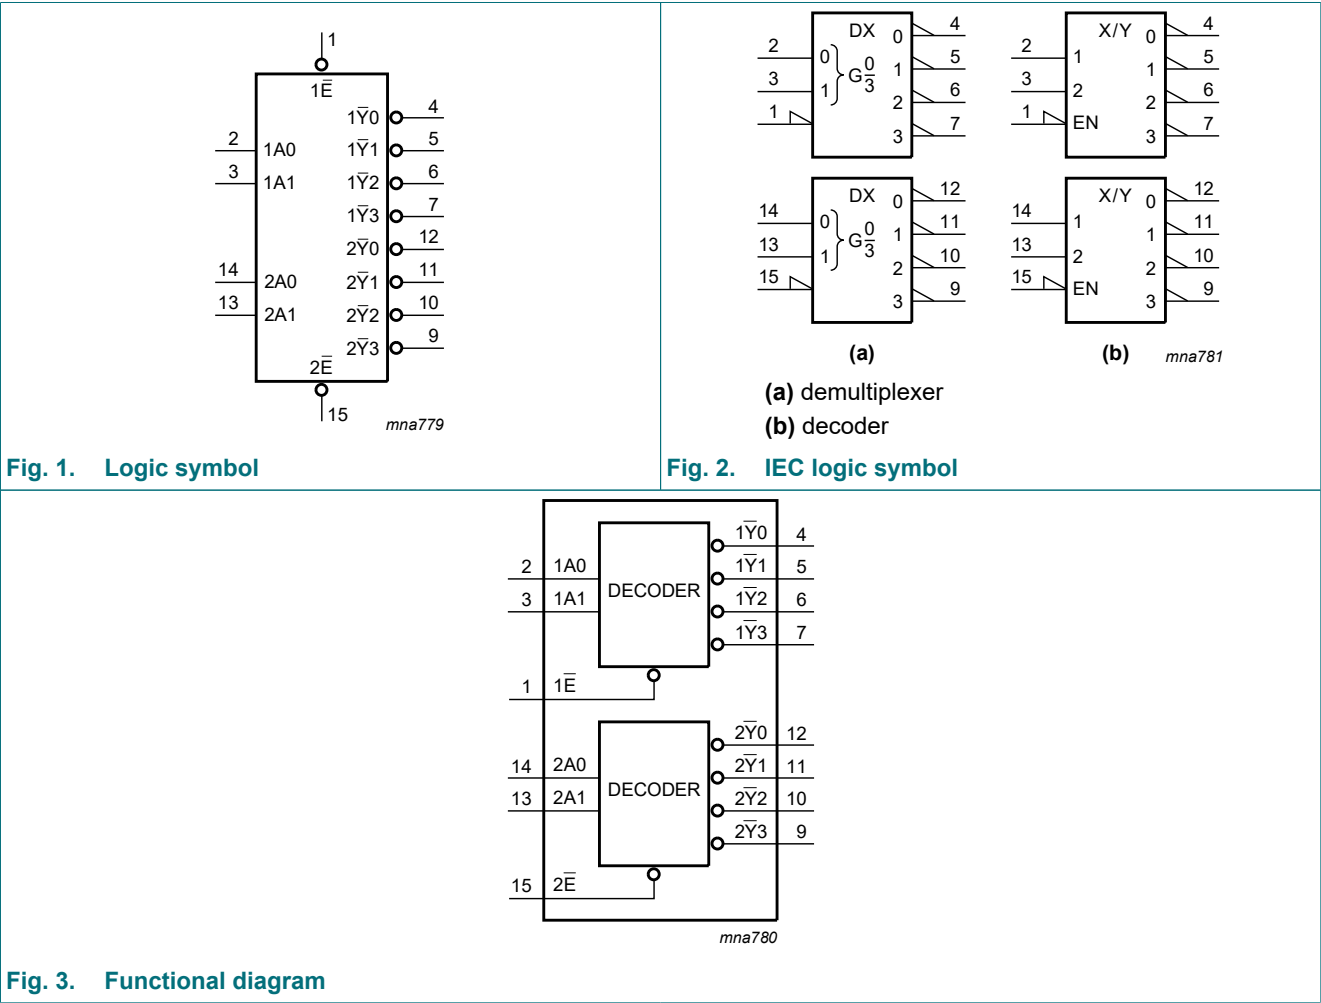 1
1E̅
1Y̅0 4
2 1A0 1Y̅1 5
3 1A1 1Y̅2 6
1Y̅3 7
2Y̅0 12
14 2A0 2Y̅1 11
13 2A1 2Y̅2 10
2Y̅3 9
2E̅
15
mna779
Fig. 1. Logic symbol
DX 0 4
2 0 G0/3 1 5
3 1 2 6
1 3 7
X/Y 0 4
2 1 1 5
3 2 2 6
1 EN 3 7
DX 0 12
14 0 G0/3 1 11
13 1 2 10
15 3 9
X/Y 0 12
14 1 1 11
13 2 2 10
15 EN 3 9
(a) (b) mna781
(a) demultiplexer
(b) decoder
Fig. 2. IEC logic symbol
1Y̅0 4
2 1A0 1Y̅1 5
DECODER
3 1A1 1Y̅2 6
1Y̅3 7
1 1E̅
2Y̅0 12
14 2A0 2Y̅1 11
DECODER
13 2A1 2Y̅2 10
2Y̅3 9
15 2E̅
mna780
Fig. 3. Functional diagram